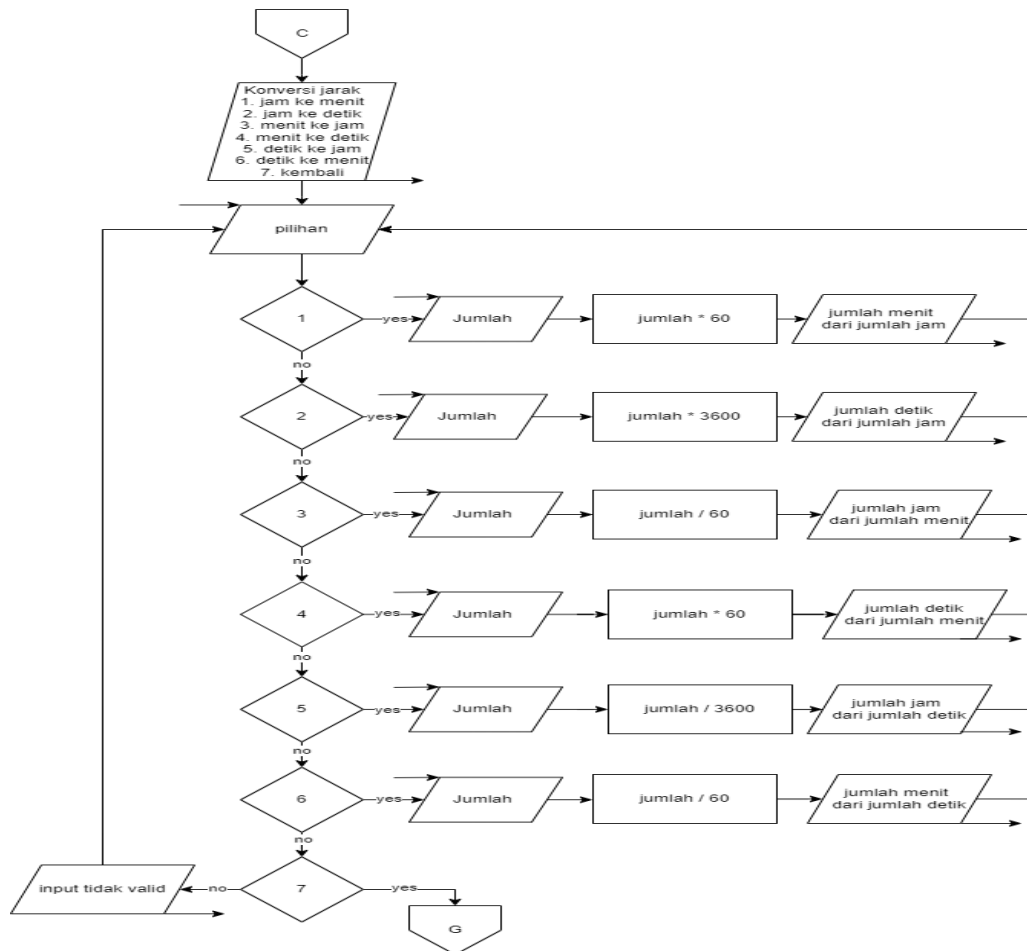 C
Konversi jarak
1. jam ke menit
2. jam ke detik
3. menit ke jam
4. menit ke detik
5. detik ke jam
6. detik ke menit
7. kembali
pilihan
1
yes
Jumlah
jumlah * 60
jumlah menit
dari jumlah jam
no
2
yes
Jumlah
jumlah * 3600
jumlah detik
dari jumlah jam
no
3
yes
Jumlah
jumlah / 60
jumlah jam
dari jumlah menit
no
4
yes
Jumlah
jumlah * 60
jumlah detik
dari jumlah menit
no
5
yes
Jumlah
jumlah / 3600
jumlah jam
dari jumlah detik
no
6
yes
Jumlah
jumlah / 60
jumlah menit
dari jumlah detik
no
input tidak valid
no
7
yes
G